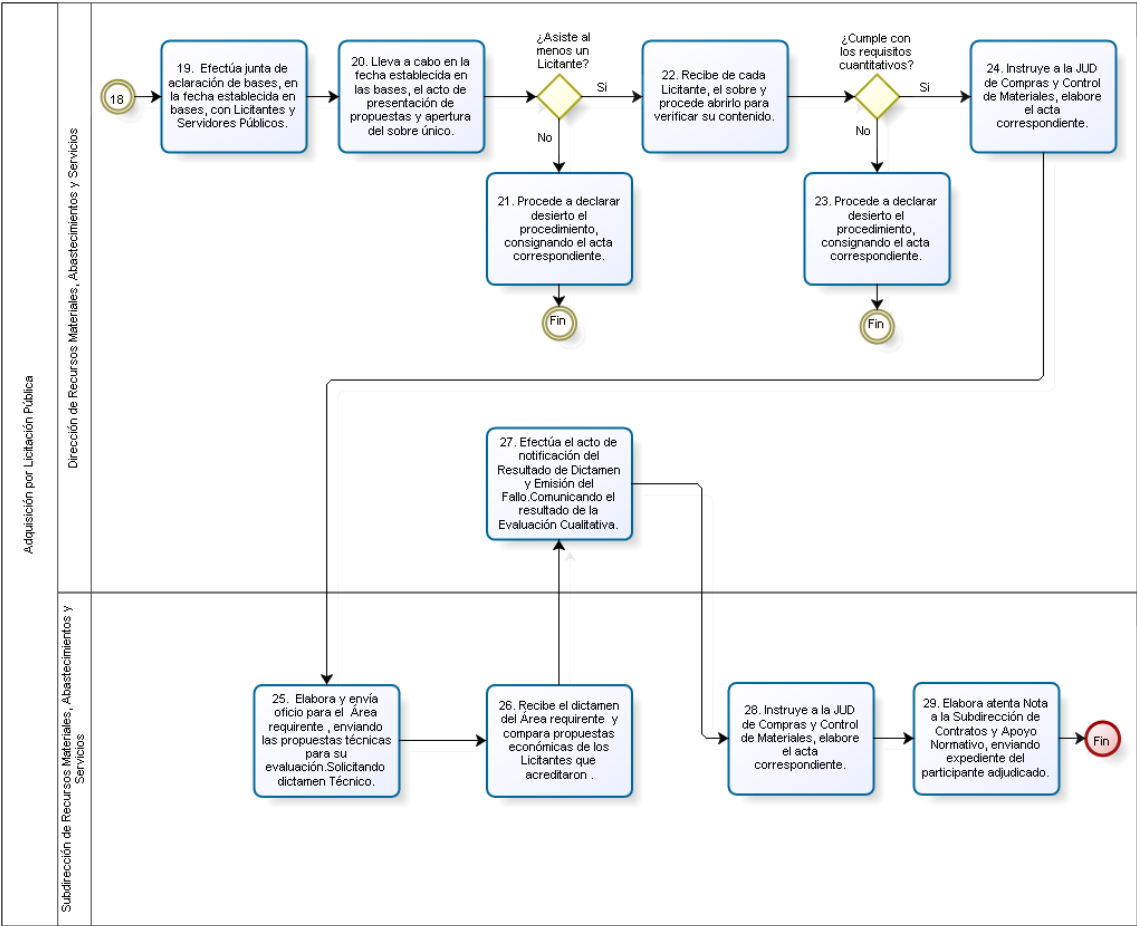 Adquisición por Licitación Pública
Dirección de Recursos Materiales, Abastecimientos y Servicios
18
19. Efectúa junta de
aclaración de bases, en
la fecha establecida en
bases, con Licitantes y
Servidores Públicos.
20. Lleva a cabo en la
fecha establecida en
las bases, el acto de
presentación de
propuestas y apertura
del sobre único.
¿Asiste al
menos un
Licitante?
Si
No
21. Procede a declarar
desierto el
procedimiento,
consignando el acta
correspondiente.
Fin
22. Recibe de cada
Licitante, el sobre y
procede abrirlo para
verificar su contenido.
¿Cumple con
los requisitos
cuantitativos?
Si
No
23. Procede a declarar
desierto el
procedimiento,
consignando el acta
correspondiente.
Fin
24. Instruye a la JUD
de Compras y Control
de Materiales, elabore
el acta
correspondiente.
27. Efectúa el acto de
notificación del
Resultado de Dictamen
y Emisión del
Fallo.Comunicando el
resultado de la
Evaluación Cualitativa.
Subdirección de Recursos Materiales, Abastecimientos y
Servicios
25. Elabora y envía
oficio para el Área
requirente , enviando
las propuestas técnicas
para su
evaluación.Solicitando
dictamen Técnico.
26. Recibe el dictamen
del Área requirente y
compara propuestas
económicas de los
Licitantes que
acreditaron .
28. Instruye a la JUD
de Compras y Control
de Materiales, elabore
el acta
correspondiente.
29. Elabora atenta Nota
a la Subdirección de
Contratos y Apoyo
Normativo, enviando
expediente del
participante adjudicado.
Fin